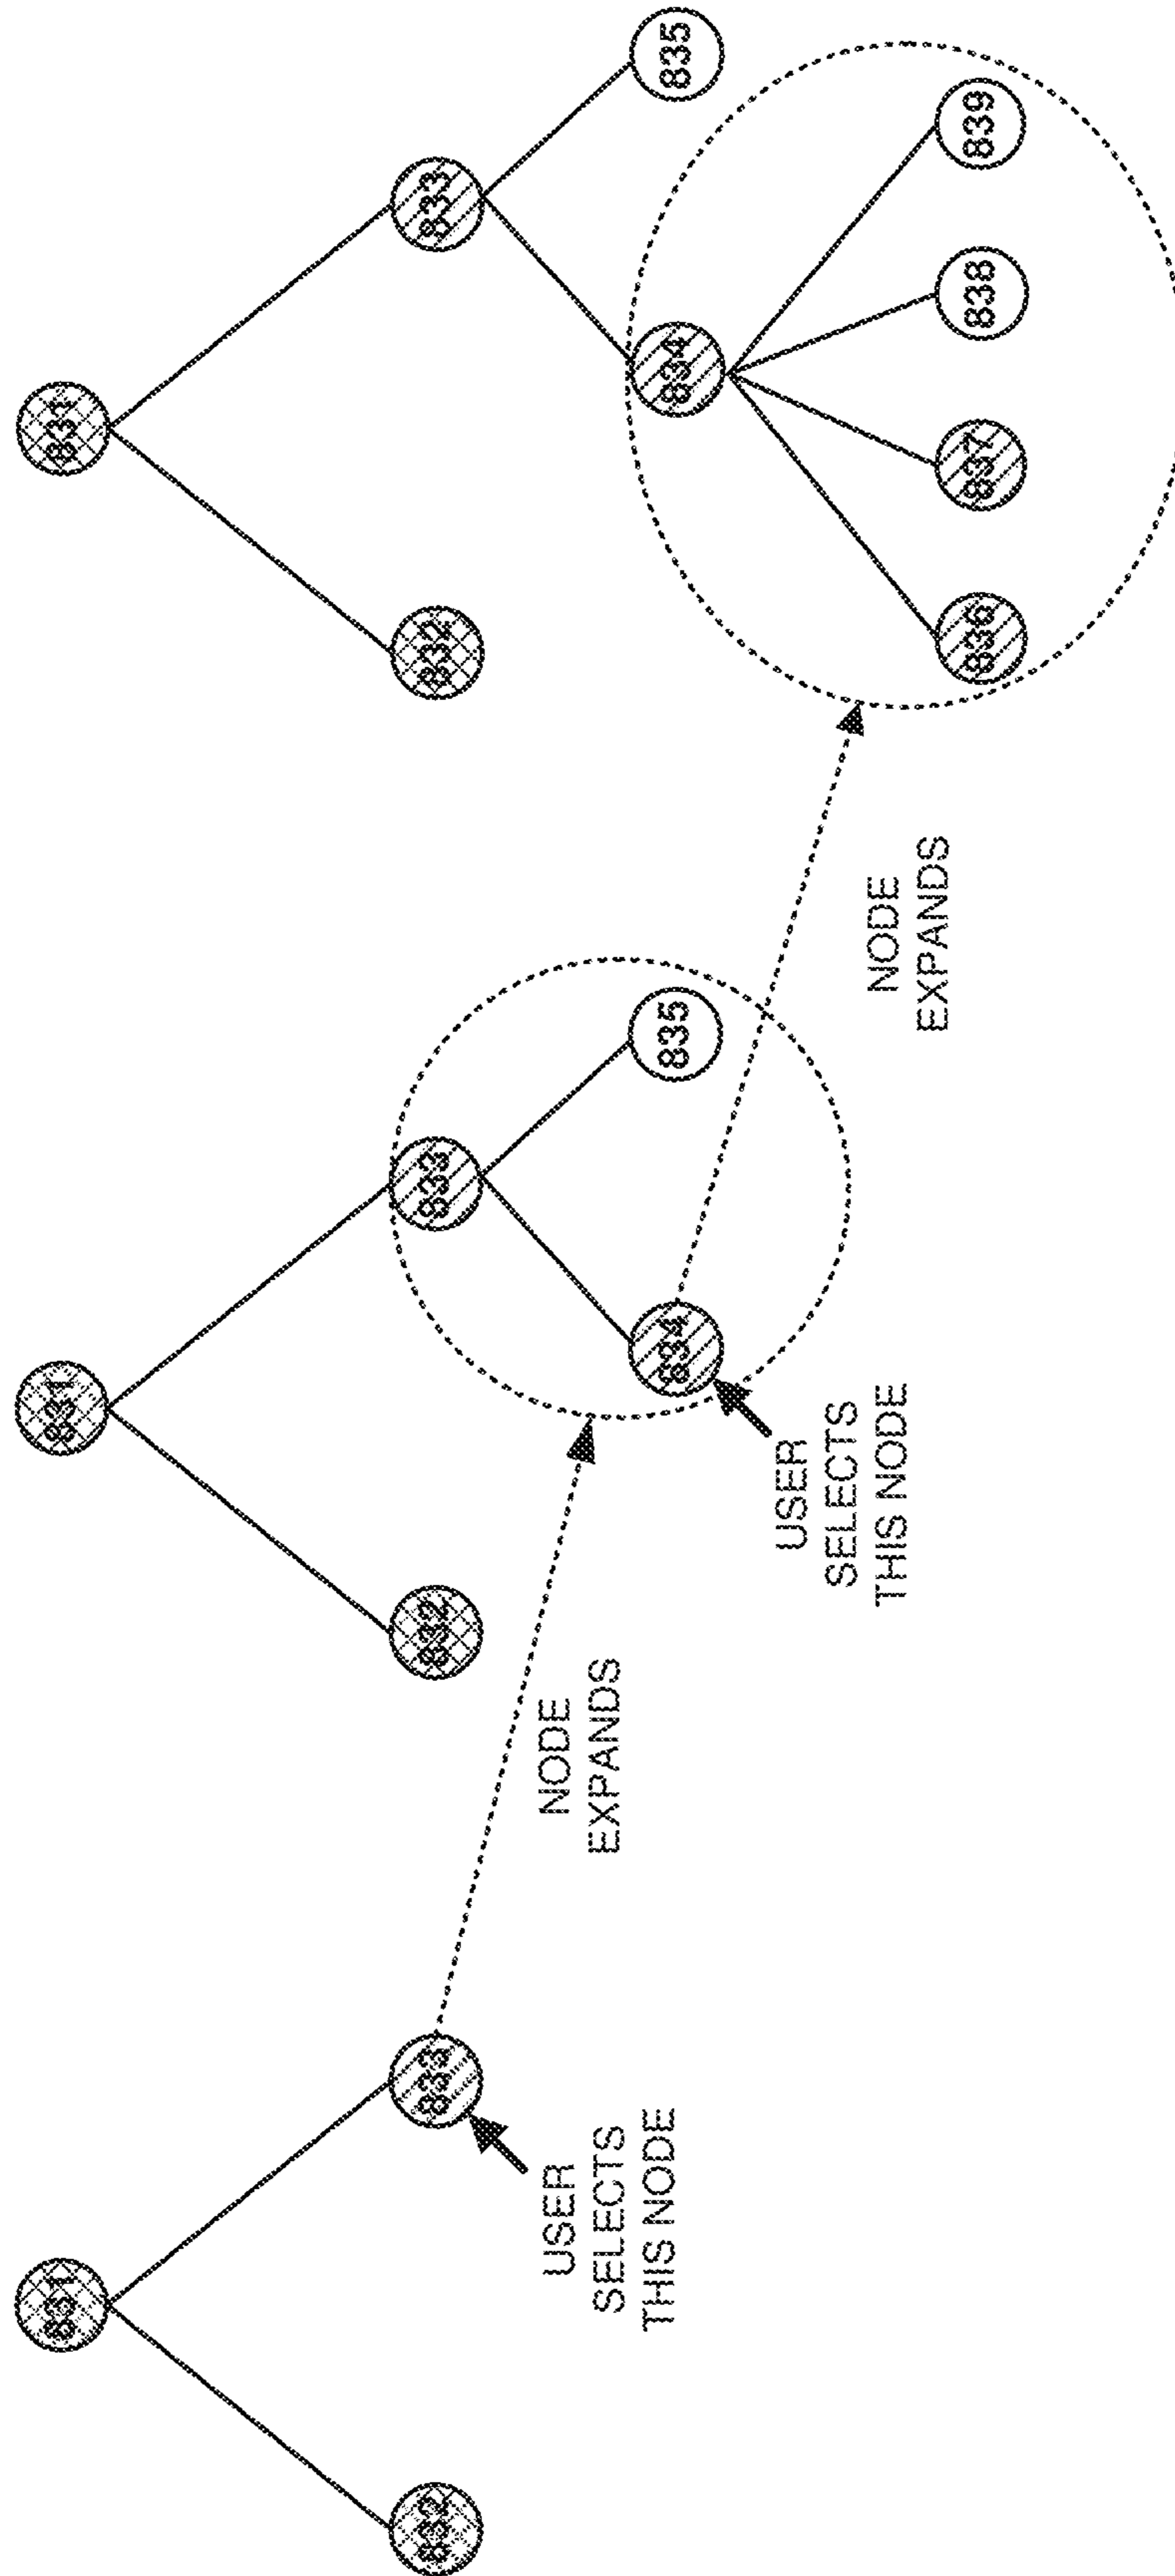 831
832
833
USER
SELECTS
THIS NODE
NODE
EXPANDS
831
832
833
834
835
USER
SELECTS
THIS NODE
NODE
EXPANDS
831
832
833
834
835
836
837
838
839